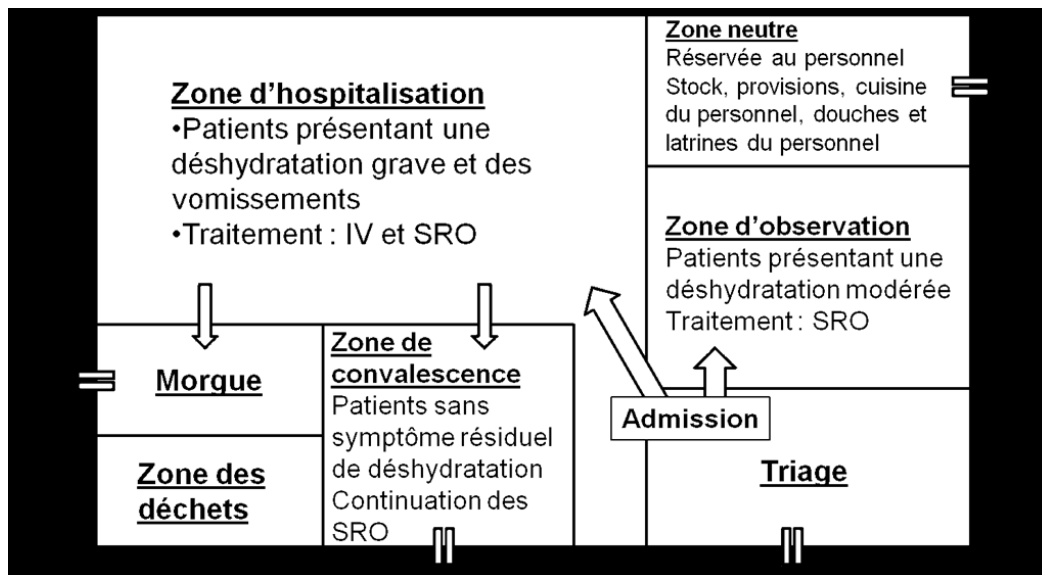 Zone d'hospitalisation
•Patients présentant une
déshydratation grave et des
vomissements
•Traitement : IV et SRO
Zone neutre
Réservée au personnel
Stock, provisions, cuisine
du personnel, douches et
latrines du personnel
Zone d'observation
Patients présentant une
déshydratation modérée
Traitement : SRO
Morgue
Zone des
déchets
Zone de
convalescence
Patients sans
symptôme résiduel
de déshydratation
Continuation des
SRO
Admission
Triage